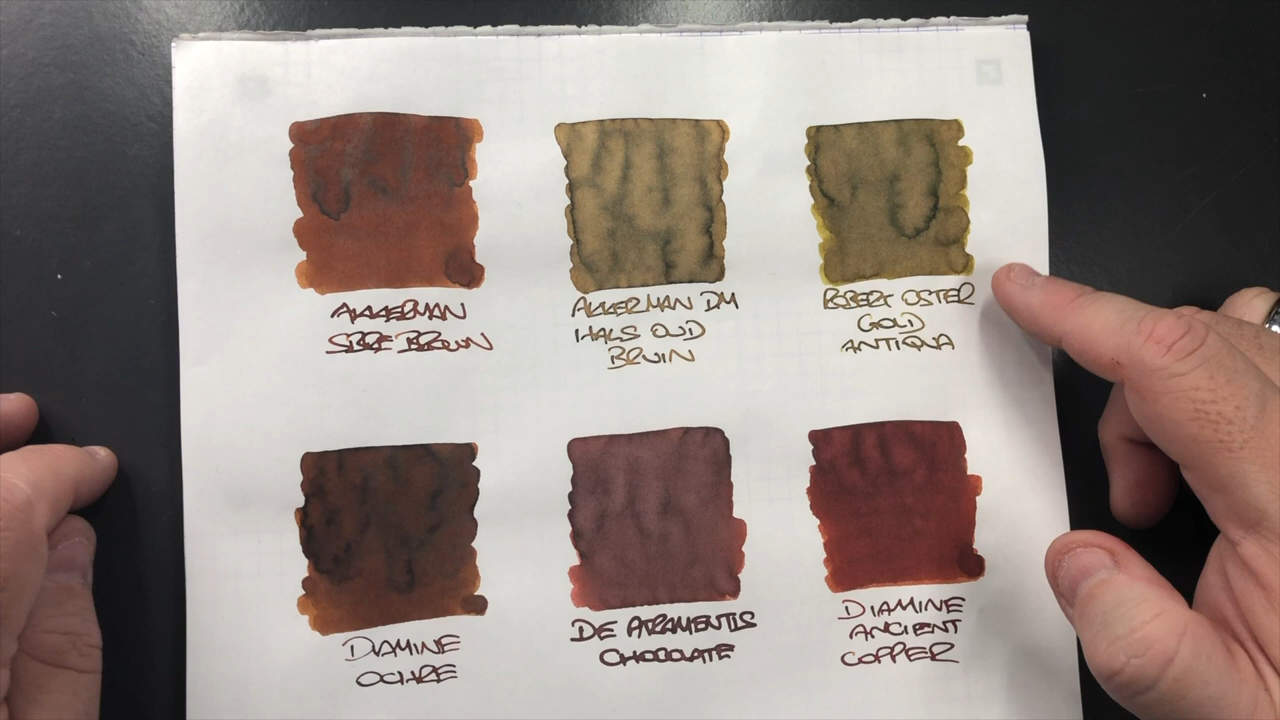 AKKERMAN
SBRE BRUIN
AKKERMAN DM
HALS OUD
BRUIN
ROBERT OSTER
GOLD
ANTIQUA
DIAMINE
OCHRE
DE ATRAMENTIS
CHOCOLATE
DIAMINE
ANCIENT
COPPER